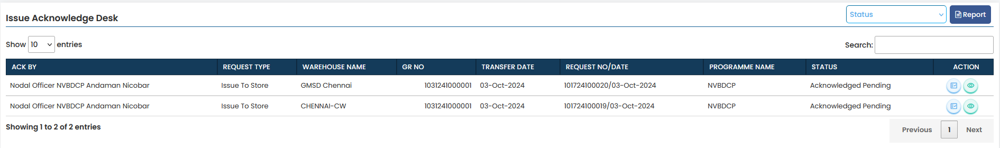 Issue Acknowledge Desk Status Report
Show 10 entries Search:
ACK BY REQUEST TYPE WAREHOUSE NAME GR NO TRANSFER DATE REQUEST NO/DATE PROGRAMME NAME STATUS ACTION
Nodal Officer NVBDCP Andaman Nicobar Issue To Store GMSD Chennai 1031241000001 03-Oct-2024 101724100020/03-Oct-2024 NVBDCP Acknowledged Pending
Nodal Officer NVBDCP Andaman Nicobar Issue To Store CHENNAI-CW 1031241000001 03-Oct-2024 101724100019/03-Oct-2024 NVBDCP Acknowledged Pending
Showing 1 to 2 of 2 entries Previous 1 Next